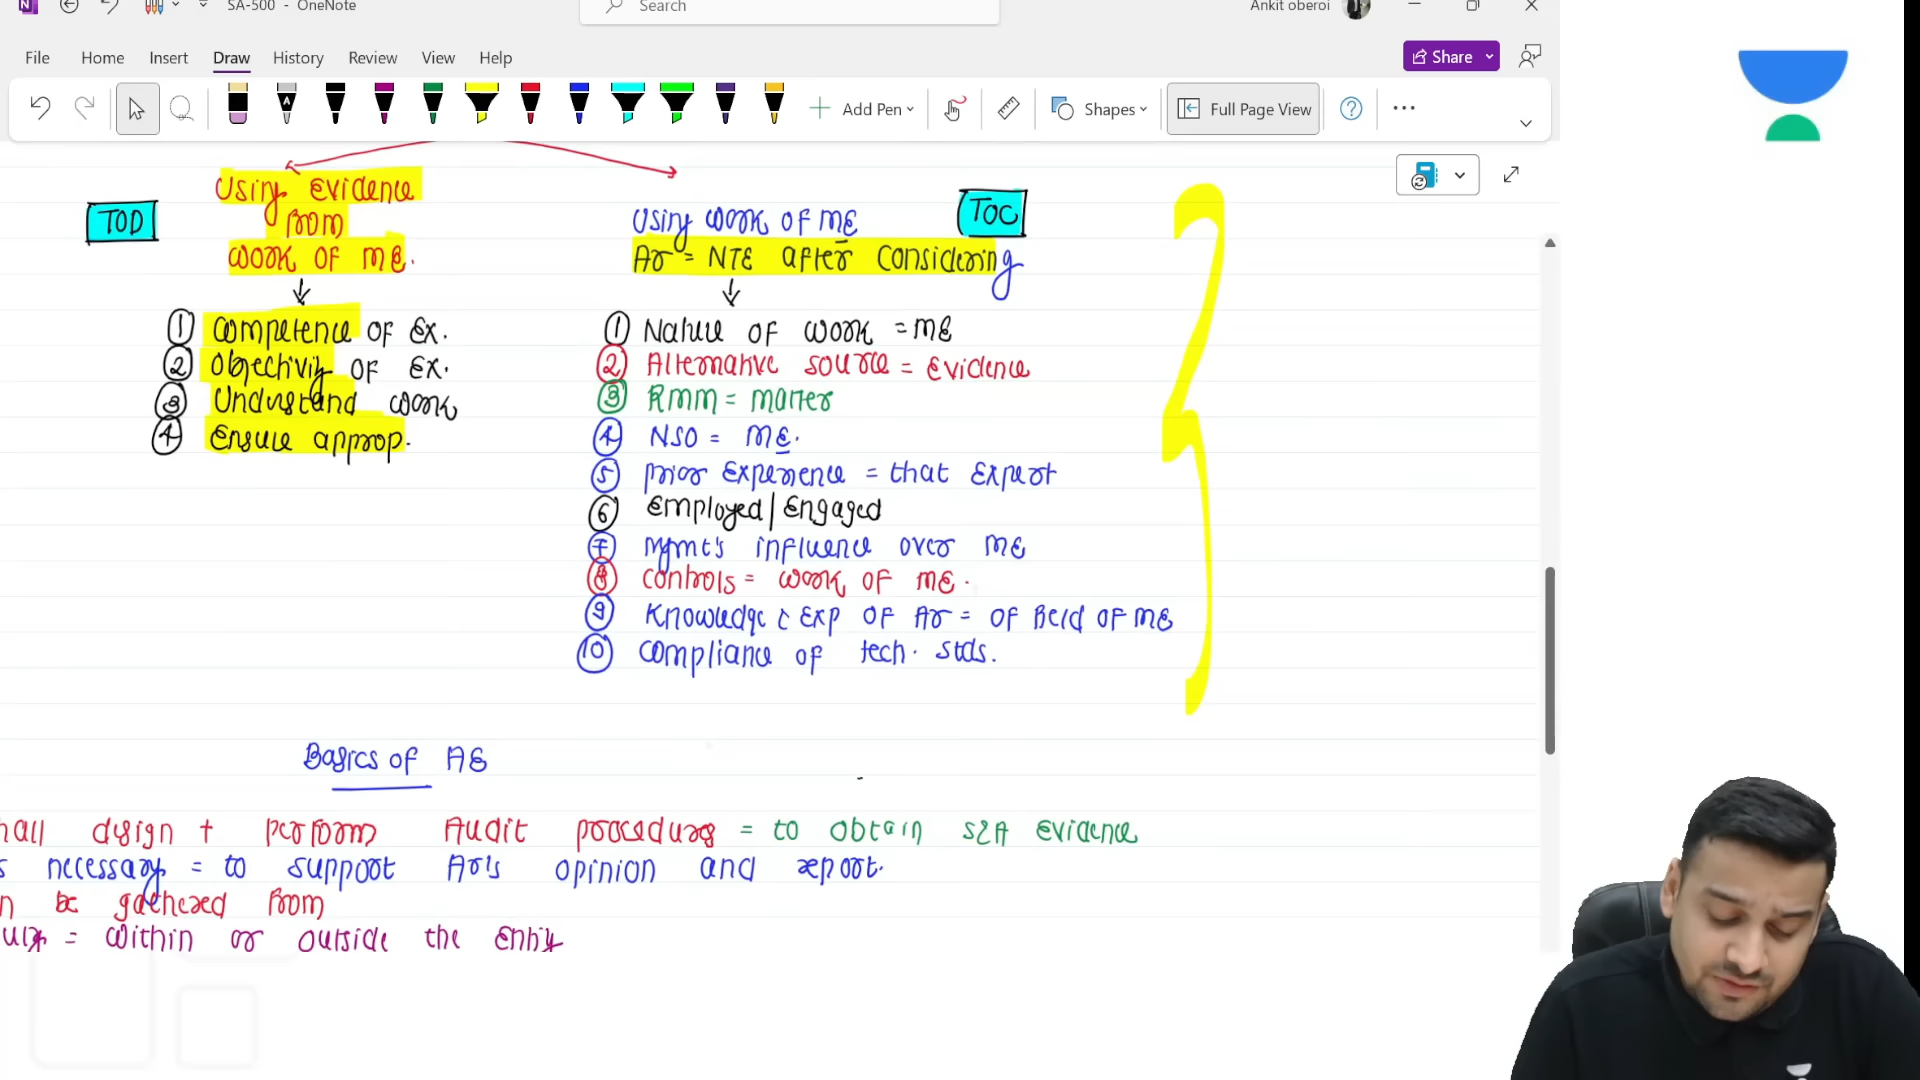 SA-500 - OneNote
Search
Ankit oberoi
File Home Insert Draw History Review View Help
Share
Add Pen
Shapes
Full Page View
TOD
Using Evidence
from
work of ME.
① Competence of Ex.
② Objectivity of Ex.
③ Understand work
④ Ensure approp.
Using work of ME
TOC
Ar = NTE after Considering
① Nature of work = ME
② Alternative source = Evidence
③ RMM = matter
④ NSO = ME.
⑤ prior Experience = that Expert
⑥ Employed/Engaged
⑦ Mgmt's influence over ME
⑧ controls = work of ME.
⑨ Knowledge & Exp of Ar = of Field of ME
⑩ compliance of tech. stds.
Basics of AE
hall design + perform Audit procedures = to obtain S&A Evidence
s necessary = to support Ar's opinion and report.
n be gathered from
= within or outside the Entity